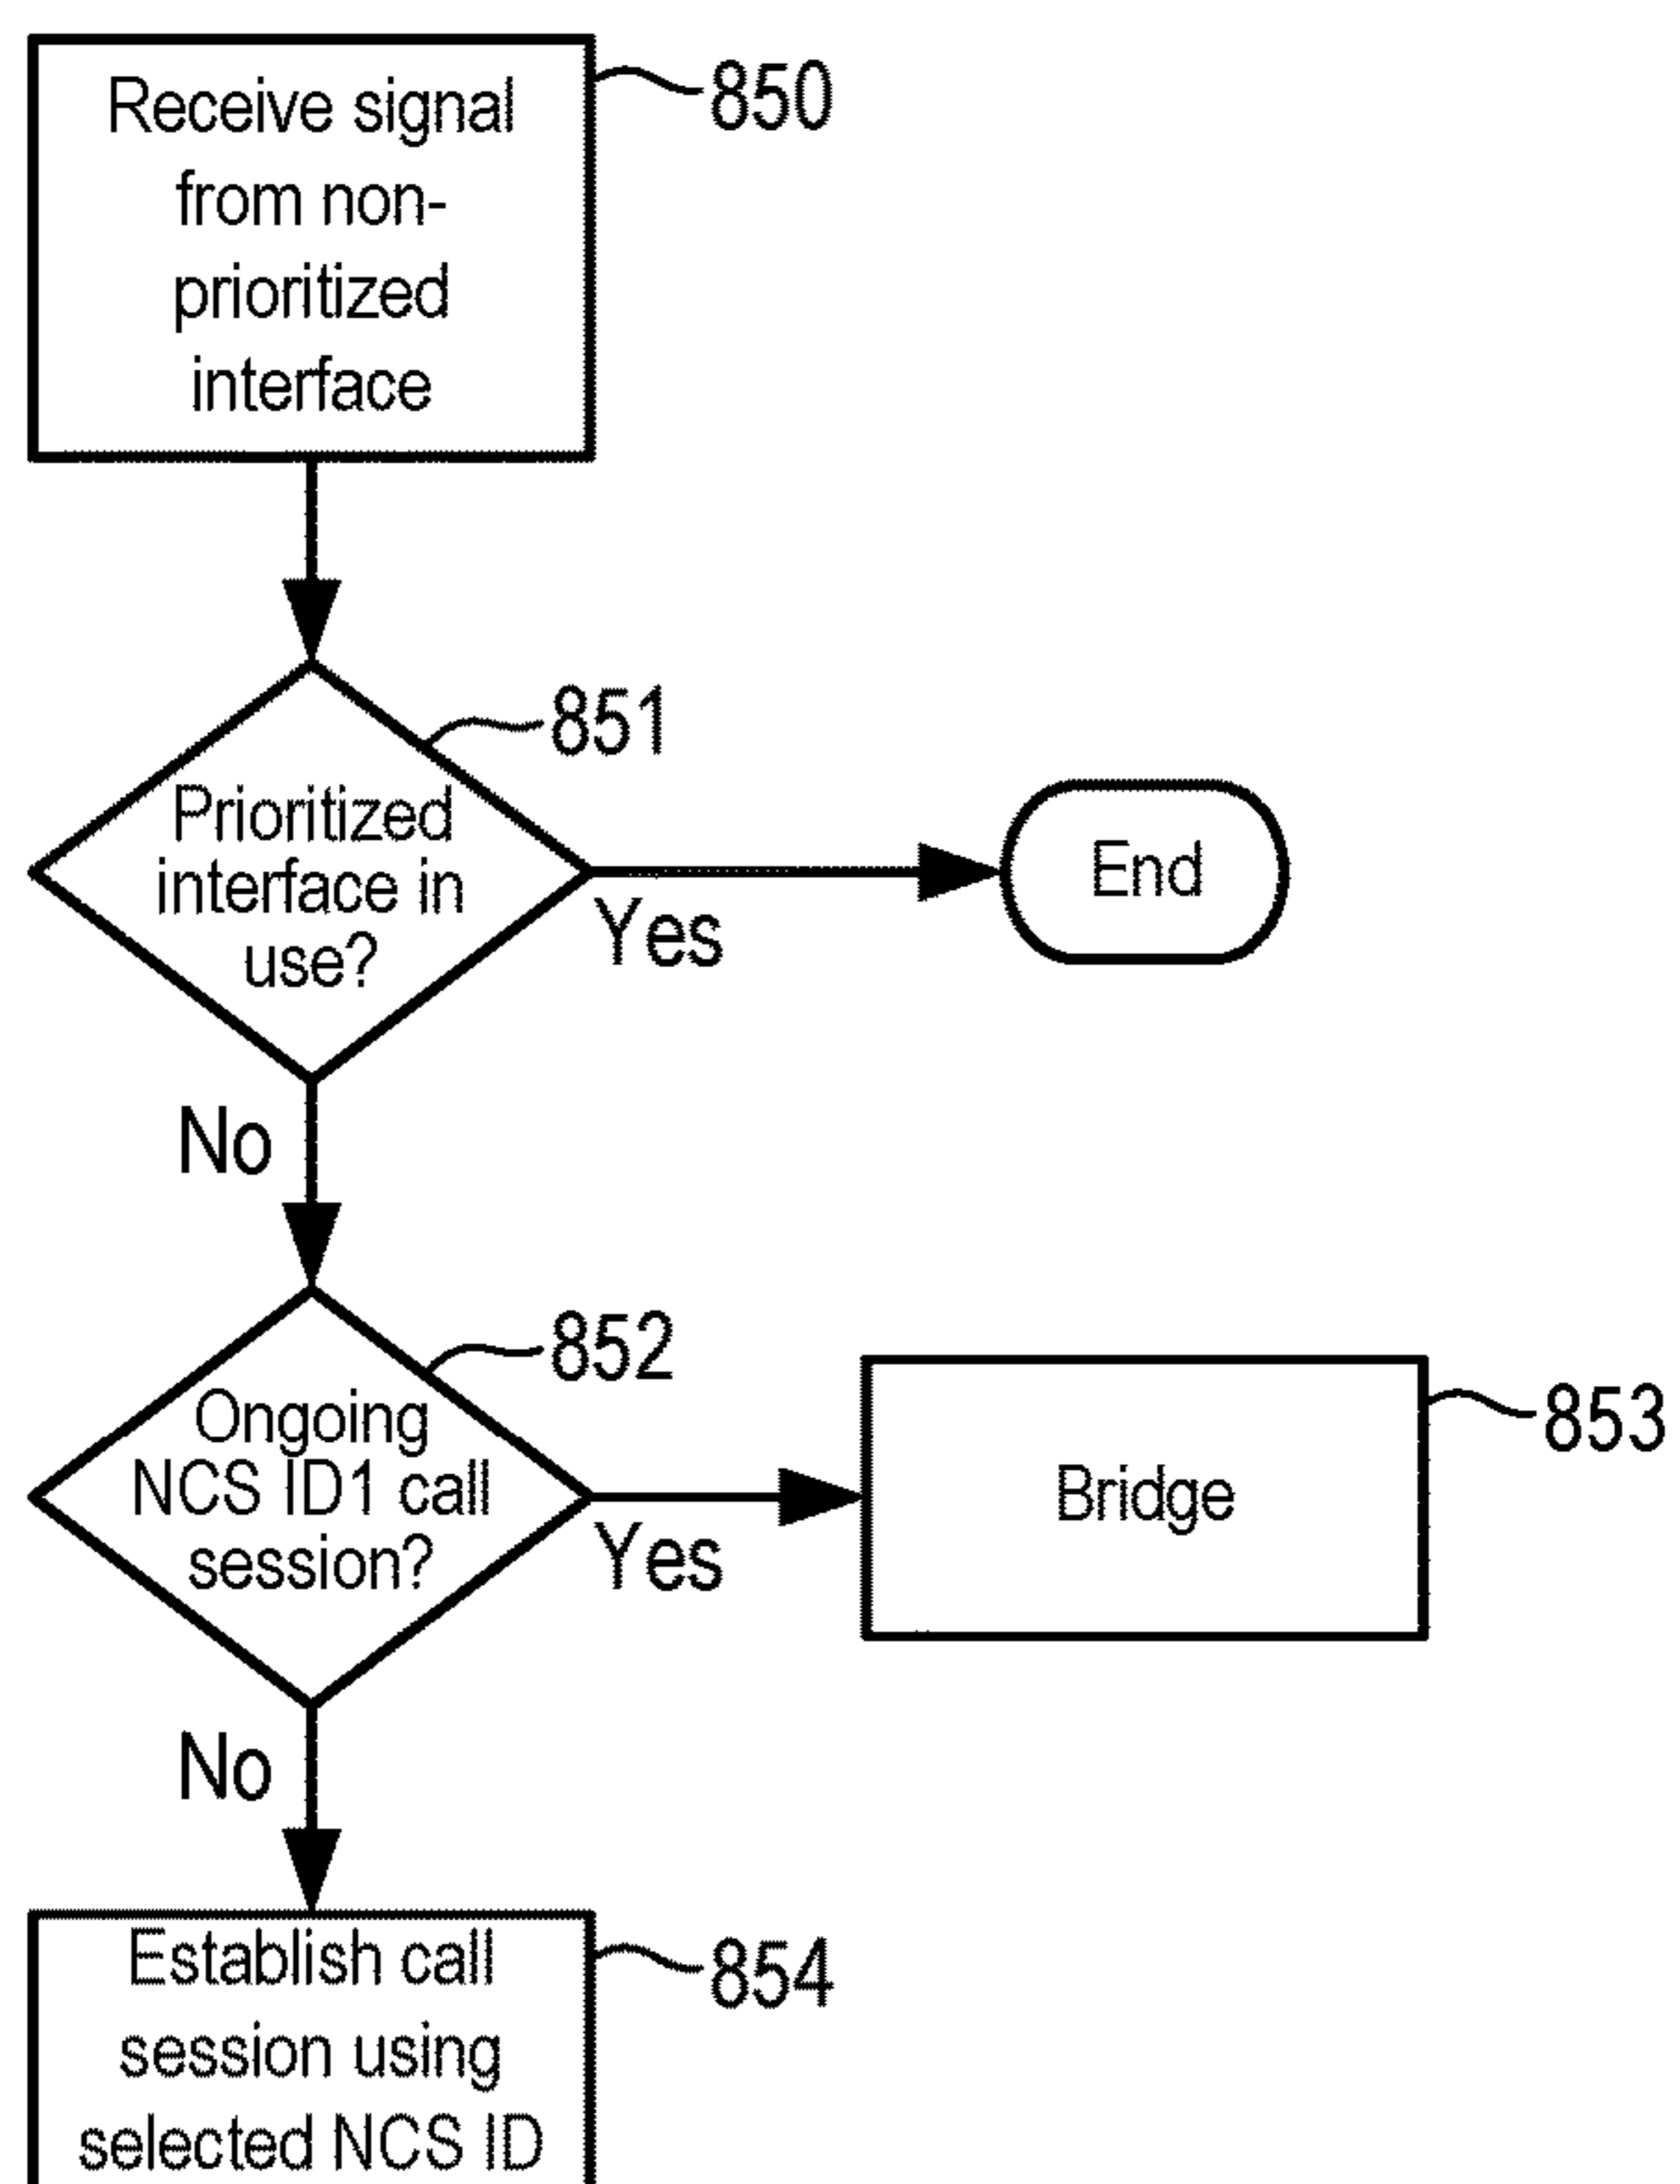 Receive signal
from non-
prioritized
interface
850
851
Prioritized
interface in
use?
Yes
End
No
852
Ongoing
NCS ID1 call
session?
Yes
Bridge
853
No
Establish call
session using
selected NCS ID
854